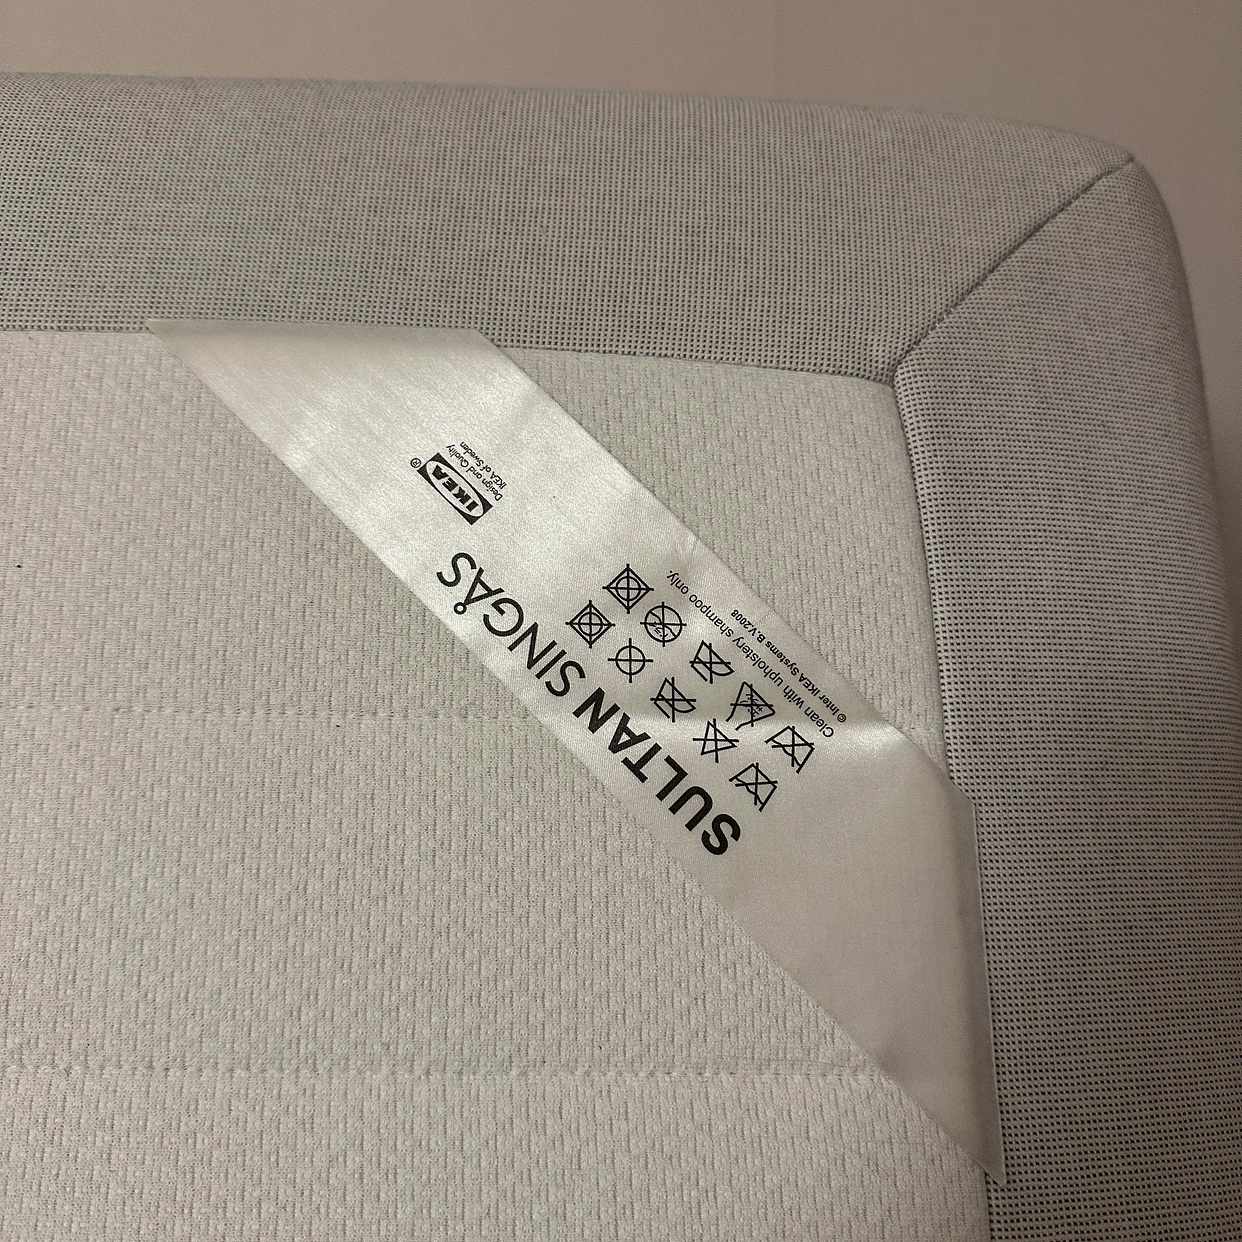 SULTAN SINGÅS
Clean with upholstery shampoo only.
© Inter IKEA Systems B.V.2008
IKEA®
Design and Quality
IKEA of Sweden